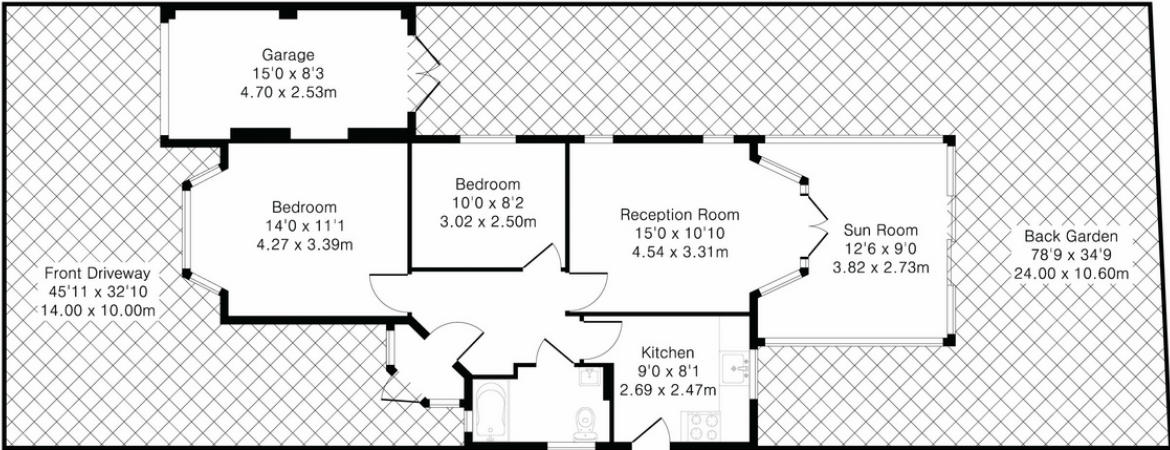 Garage
15'0 x 8'3
4.70 x 2.53m
Bedroom
14'0 x 11'1
4.27 x 3.39m
Bedroom
10'0 x 8'2
3.02 x 2.50m
Reception Room
15'0 x 10'10
4.54 x 3.31m
Sun Room
12'6 x 9'0
3.82 x 2.73m
Back Garden
78'9 x 34'9
24.00 x 10.60m
Front Driveway
45'11 x 32'10
14.00 x 10.00m
Kitchen
9'0 x 8'1
2.69 x 2.47m